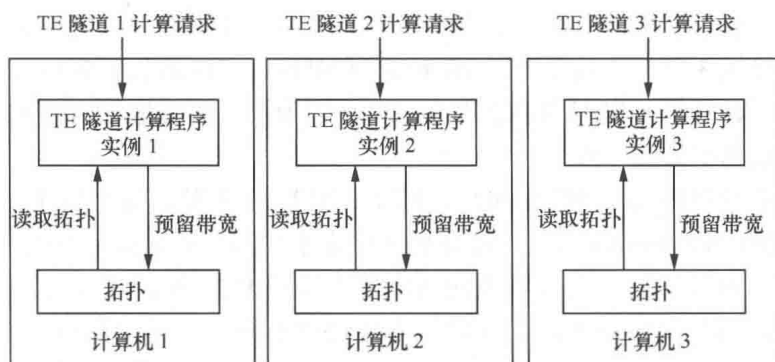 TE 隧道 1 计算请求 TE 隧道 2 计算请求 TE 隧道 3 计算请求
TE 隧道计算程序 TE 隧道计算程序 TE 隧道计算程序
实例 1 实例 2 实例 3
读取拓扑 预留带宽 读取拓扑 预留带宽 读取拓扑 预留带宽
拓扑 拓扑 拓扑
计算机 1 计算机 2 计算机 3